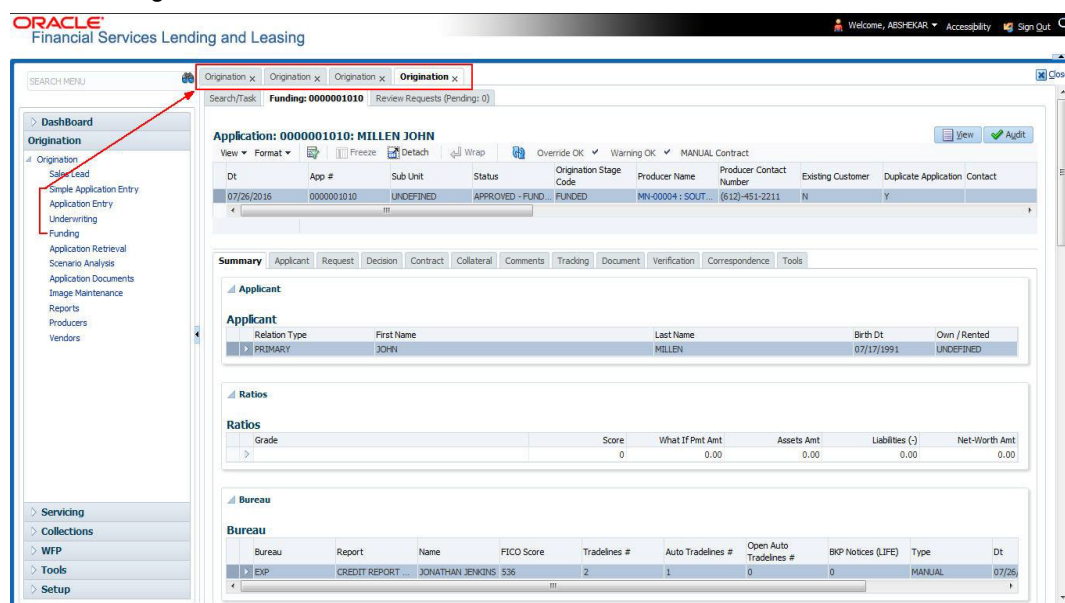 ORACLE
Financial Services Lending and Leasing
Welcome, ABSHEKAR Accessibility Sign Out
SEARCH MENU
Origination x Origination x Origination x Origination x
Close
Search/Task Funding: 0000001010 Review Requests (Pending: 0)
DashBoard
Origination
Origination
Sales Lead
Simple Application Entry
Application Entry
Underwriting
Funding
Application Retrieval
Scenario Analysis
Application Documents
Image Maintenance
Reports
Producers
Vendors
Servicing
Collections
WFP
Tools
Setup
Application: 0000001010: MILLEN JOHN
View Audit
View Format Freeze Detach Wrap Override OK Warning OK MANUAL Contract
Dt App # Sub Unit Status Origination Stage Code Producer Name Producer Contact Number Existing Customer Duplicate Application Contact
07/26/2016 0000001010 UNDEFINED APPROVED - FUND... FUNDED MN-00004 : SOUT... (612)-451-2211 N Y
Summary Applicant Request Decision Contract Collateral Comments Tracking Document Verification Correspondence Tools
Applicant
Applicant
Relation Type First Name Last Name Birth Dt Own / Rented
PRIMARY JOHN MILLEN 07/17/1991 UNDEFINED
Ratios
Ratios
Grade Score What If Pmt Amt Assets Amt Liabilities (-) Net-Worth Amt
0 0.00 0.00 0.00 0.00
Bureau
Bureau
Bureau Report Name FICO Score Tradelines # Auto Tradelines # Open Auto Tradelines # BKP Notices (LIFE) Type Dt
EXP CREDIT REPORT ... JONATHAN JENKINS 536 2 1 0 0 MANUAL 07/26/